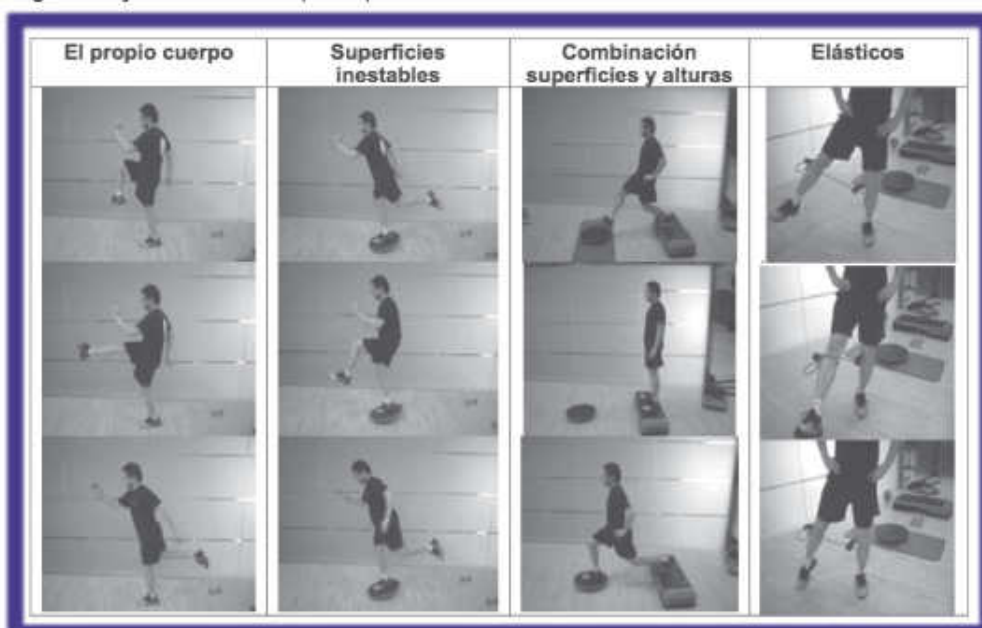 El propio cuerpo
Superficies
inestables
Combinación
superficies y alturas
Elásticos